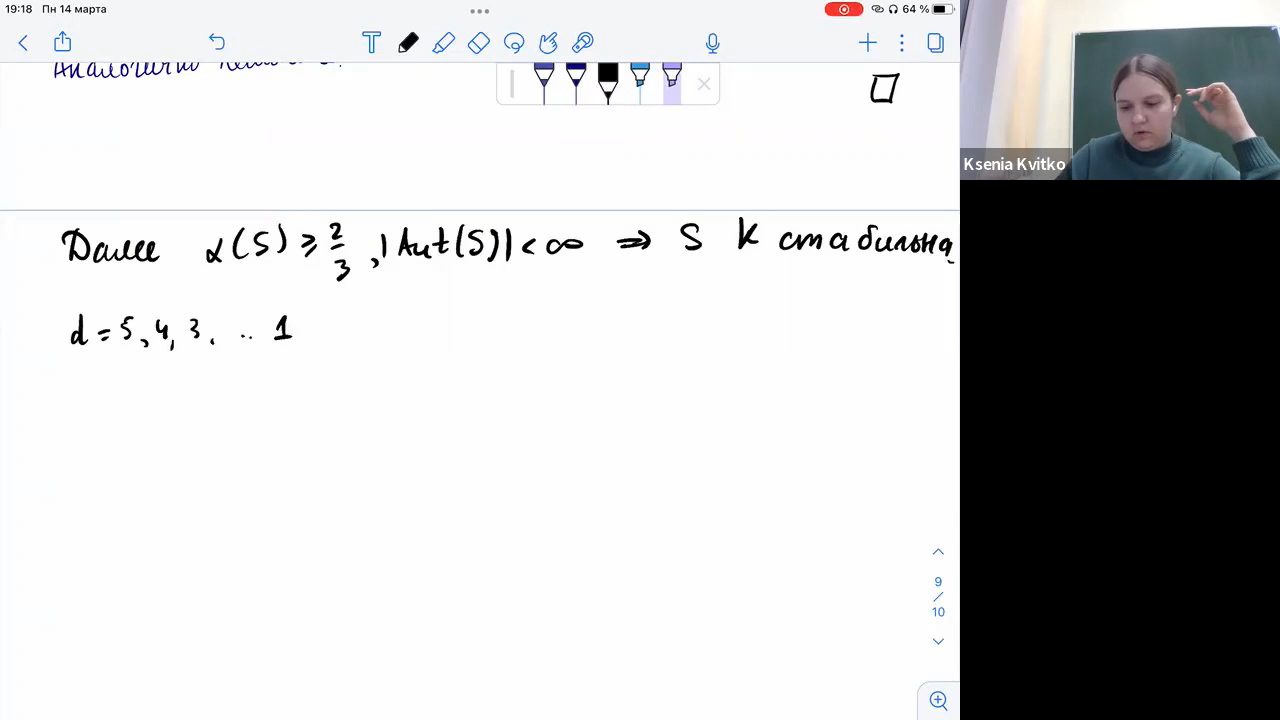 19:18 Пн 14 марта
64 %
Аналогично
Ksenia Kvitko
Далее α(S) ≥ 2/3, |Aut(S)| < ∞ ⇒ S K стабильна
d = 5, 4, 3, .. 1
9
/
10